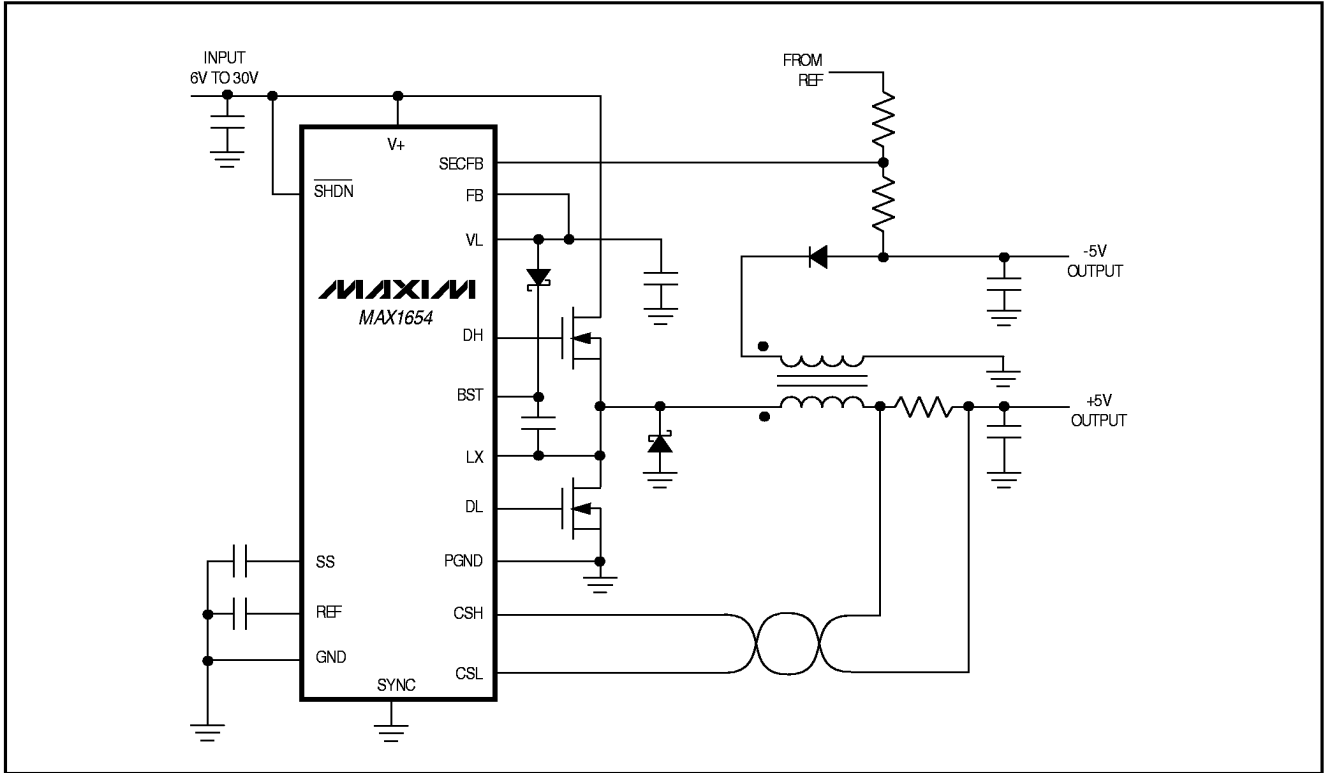 INPUT
6V TO 30V
FROM
REF
V+
SECFB
SHDN
FB
VL
MAXIM
MAX1654
-5V
OUTPUT
DH
BST
+5V
OUTPUT
LX
DL
SS
PGND
REF
CSH
GND
CSL
SYNC